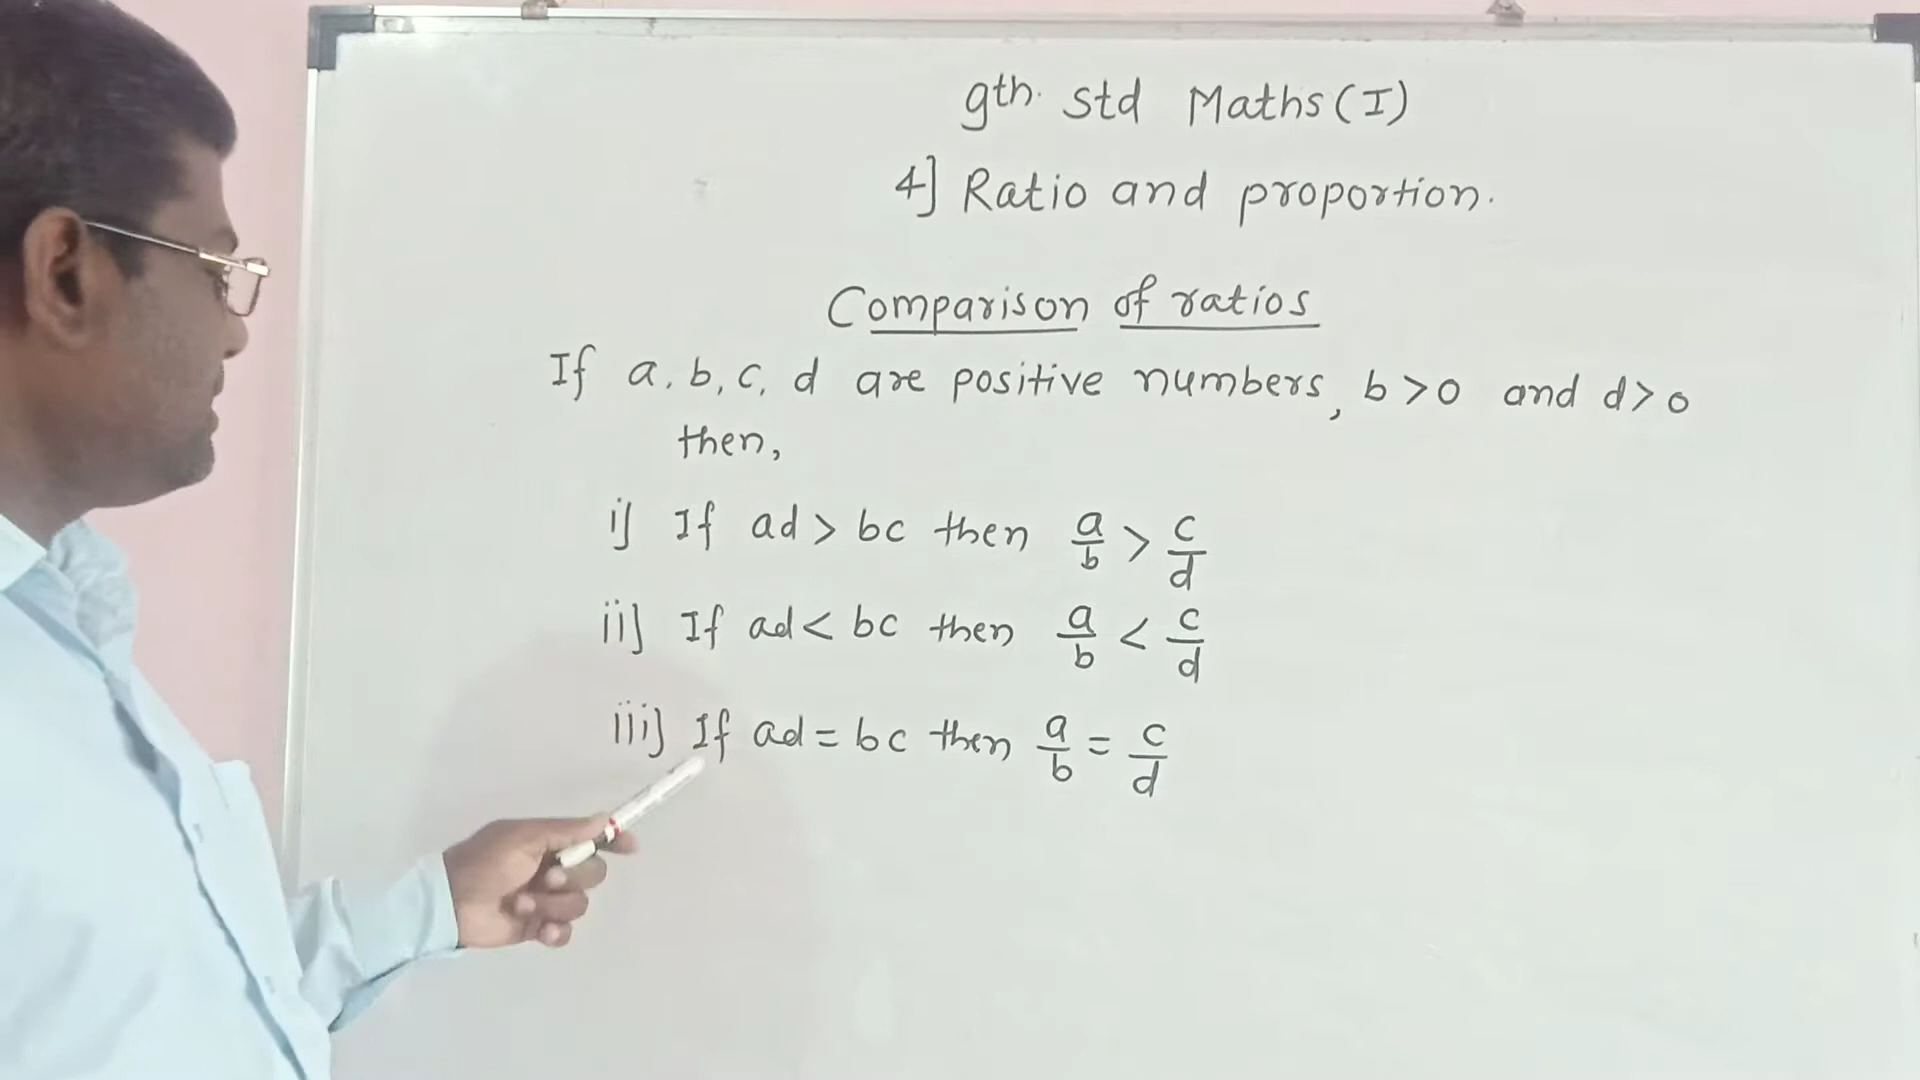 9th. std Maths (I)
4] Ratio and proportion.
Comparison of ratios
If a, b, c, d are positive numbers, b > 0 and d > 0
then,
i] If ad > bc then a/b > c/d
ii] If ad < bc then a/b < c/d
iii] If ad = bc then a/b = c/d